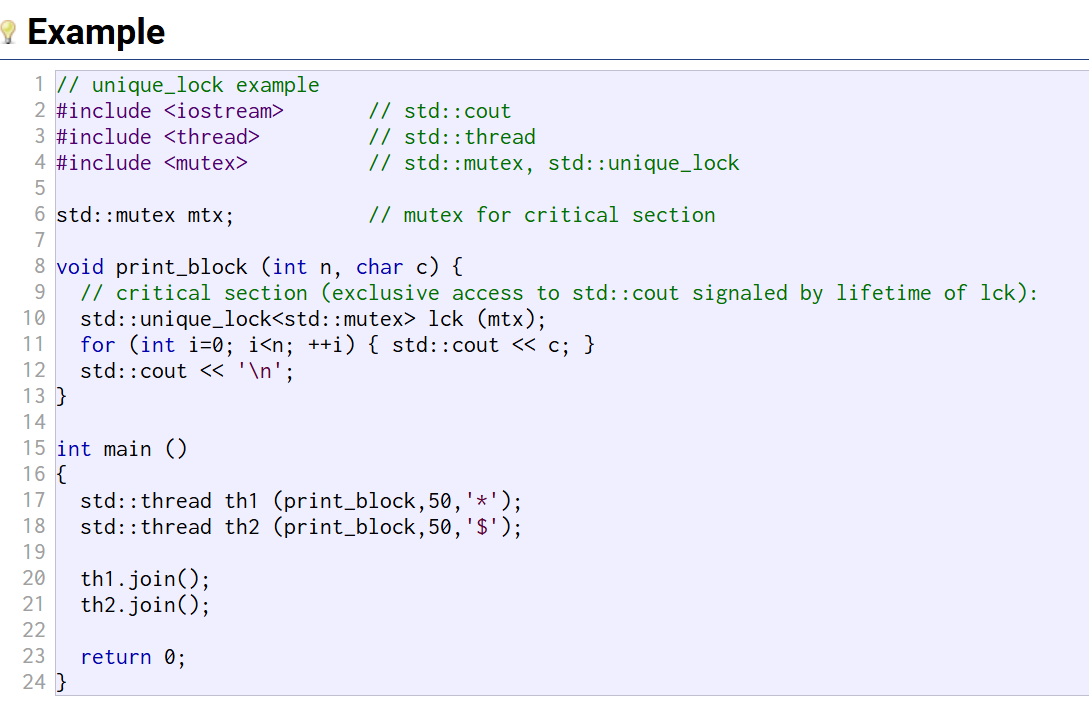 Example
1 // unique_lock example
2 #include <iostream>       // std::cout
3 #include <thread>         // std::thread
4 #include <mutex>          // std::mutex, std::unique_lock
5
6 std::mutex mtx;           // mutex for critical section
7
8 void print_block (int n, char c) {
9   // critical section (exclusive access to std::cout signaled by lifetime of lck):
10   std::unique_lock<std::mutex> lck (mtx);
11   for (int i=0; i<n; ++i) { std::cout << c; }
12   std::cout << '\n';
13 }
14
15 int main ()
16 {
17   std::thread th1 (print_block,50,'*');
18   std::thread th2 (print_block,50,'$');
19
20   th1.join();
21   th2.join();
22
23   return 0;
24 }